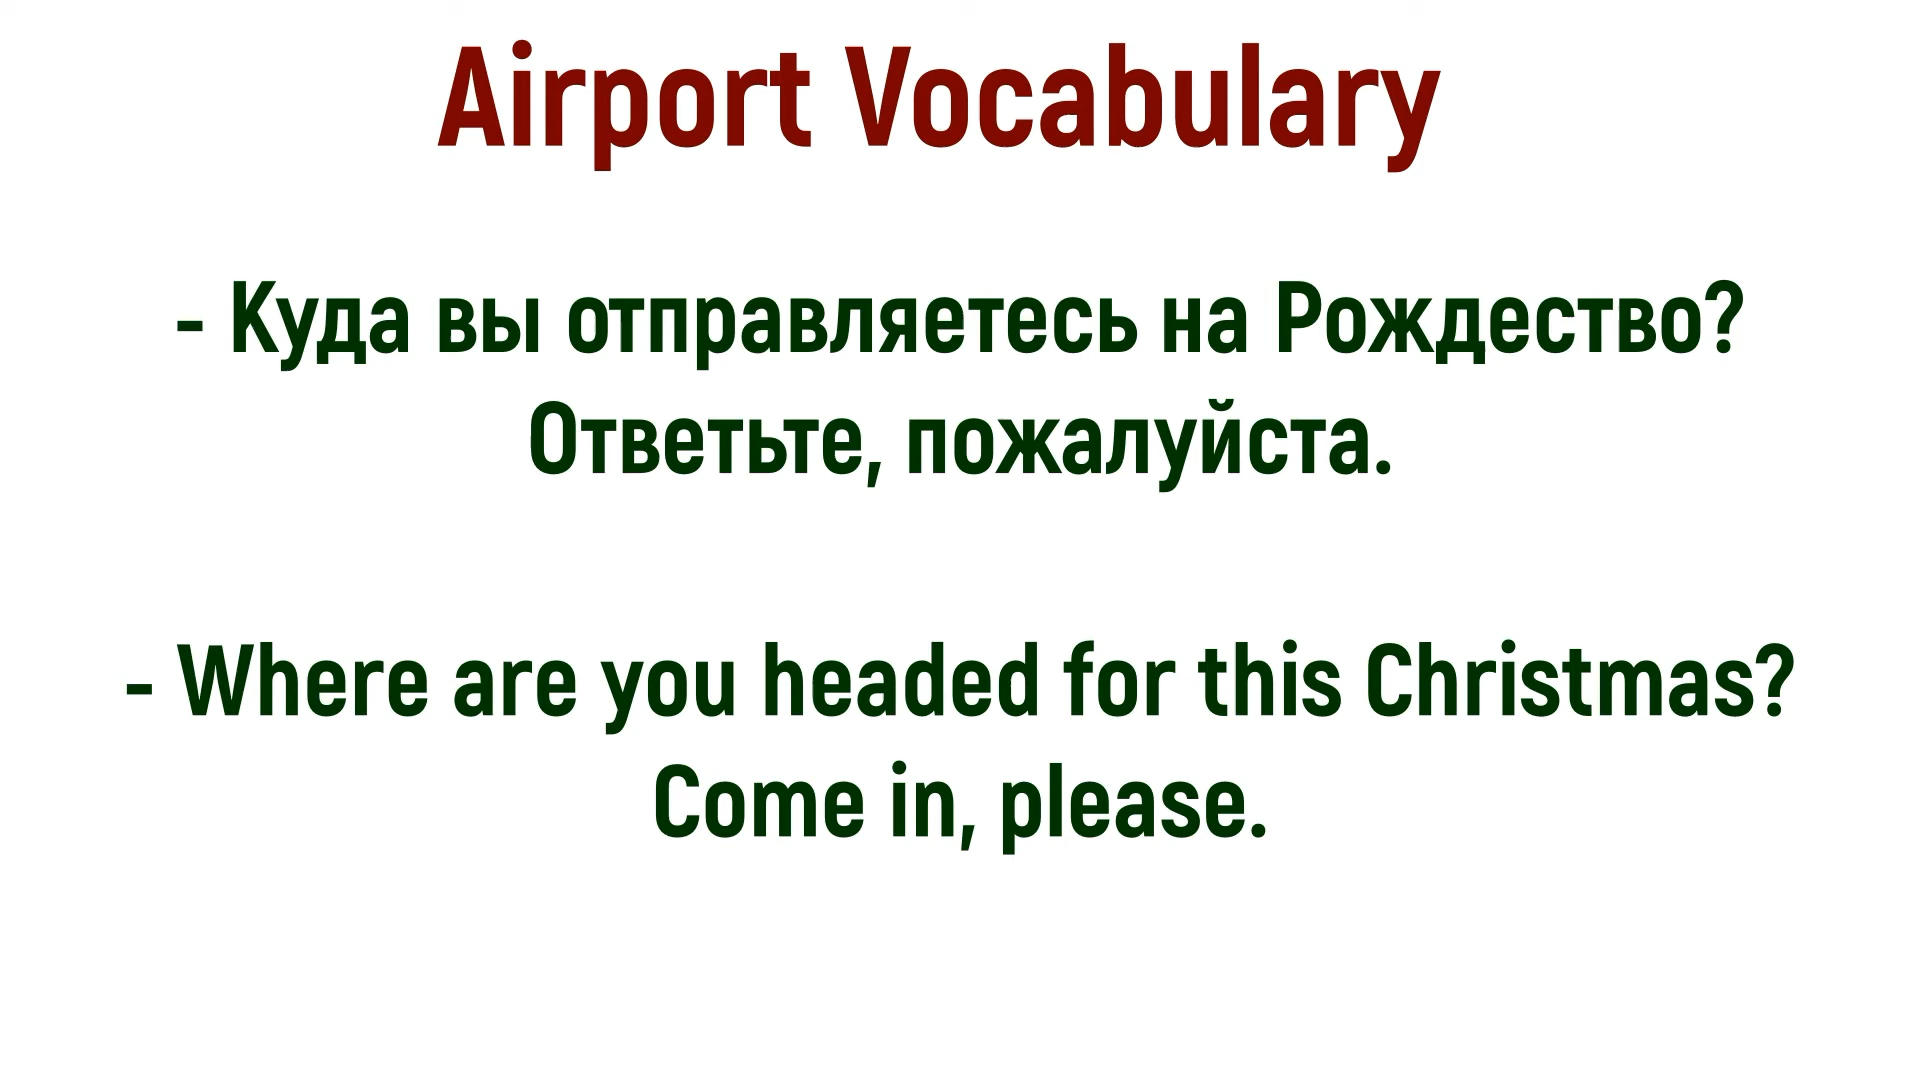 Airport Vocabulary
- Куда вы отправляетесь на Рождество?
Ответьте, пожалуйста.
- Where are you headed for this Christmas?
Come in, please.